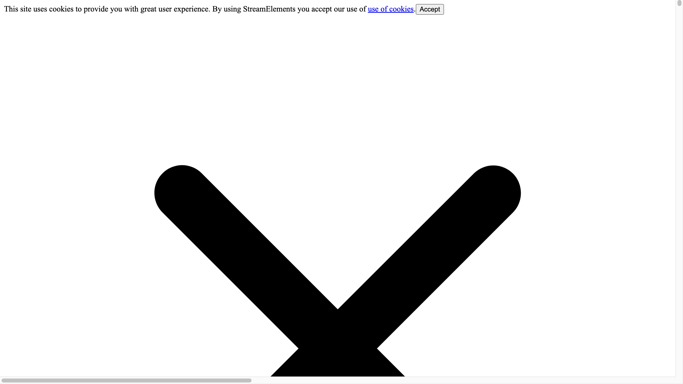 This site uses cookies to provide you with great user experience. By using StreamElements you accept our use of use of cookies. Accept